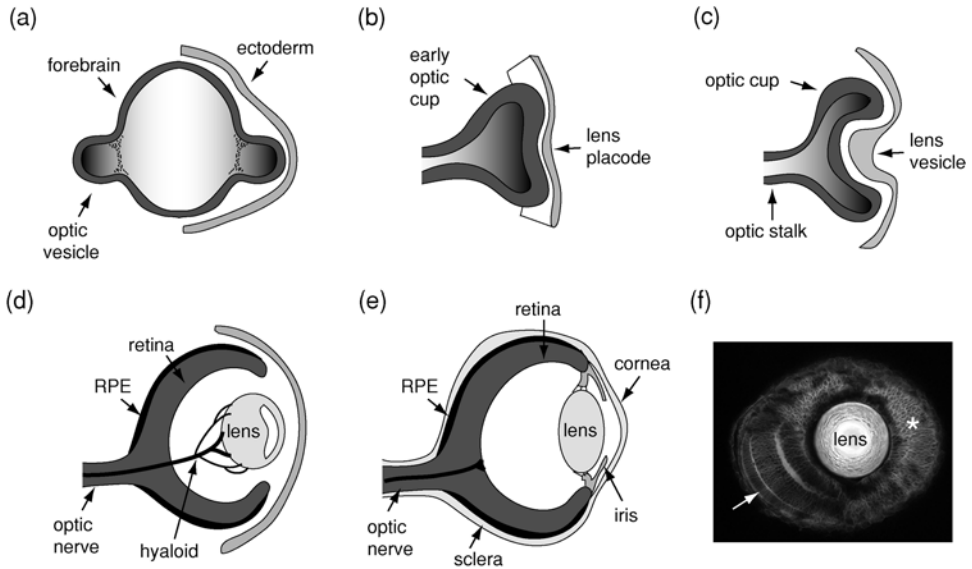 (a)
ectoderm
forebrain
optic
vesicle
(b)
early
optic
cup
lens
placode
(c)
optic cup
lens
vesicle
optic stalk
(d)
retina
RPE
lens
optic
nerve
hyaloid
(e)
retina
cornea
RPE
lens
optic
nerve
sclera
iris
(f)
lens
*